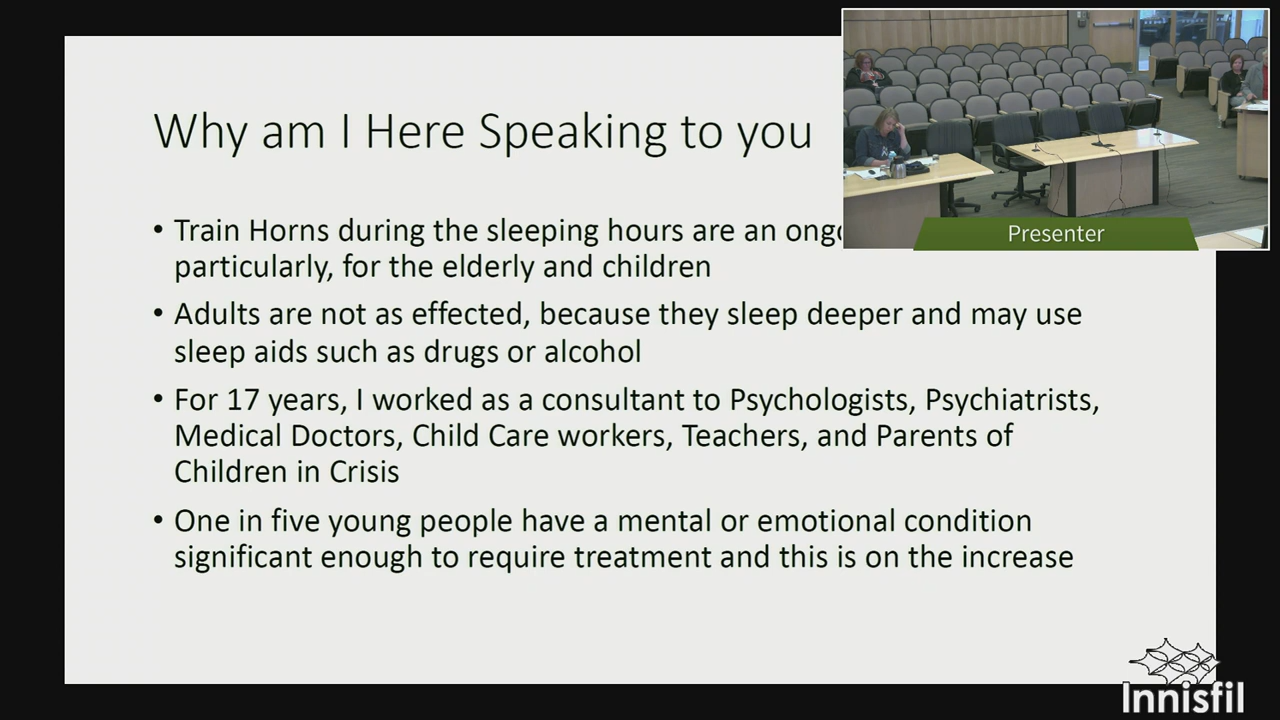 Why am I Here Speaking to you
• Train Horns during the sleeping hours are an
particularly, for the elderly and children
• Adults are not as effected, because they sleep deeper and may use
sleep aids such as drugs or alcohol
• For 17 years, I worked as a consultant to Psychologists, Psychiatrists,
Medical Doctors, Child Care workers, Teachers, and Parents of
Children in Crisis
• One in five young people have a mental or emotional condition
significant enough to require treatment and this is on the increase
Presenter
Innisfil